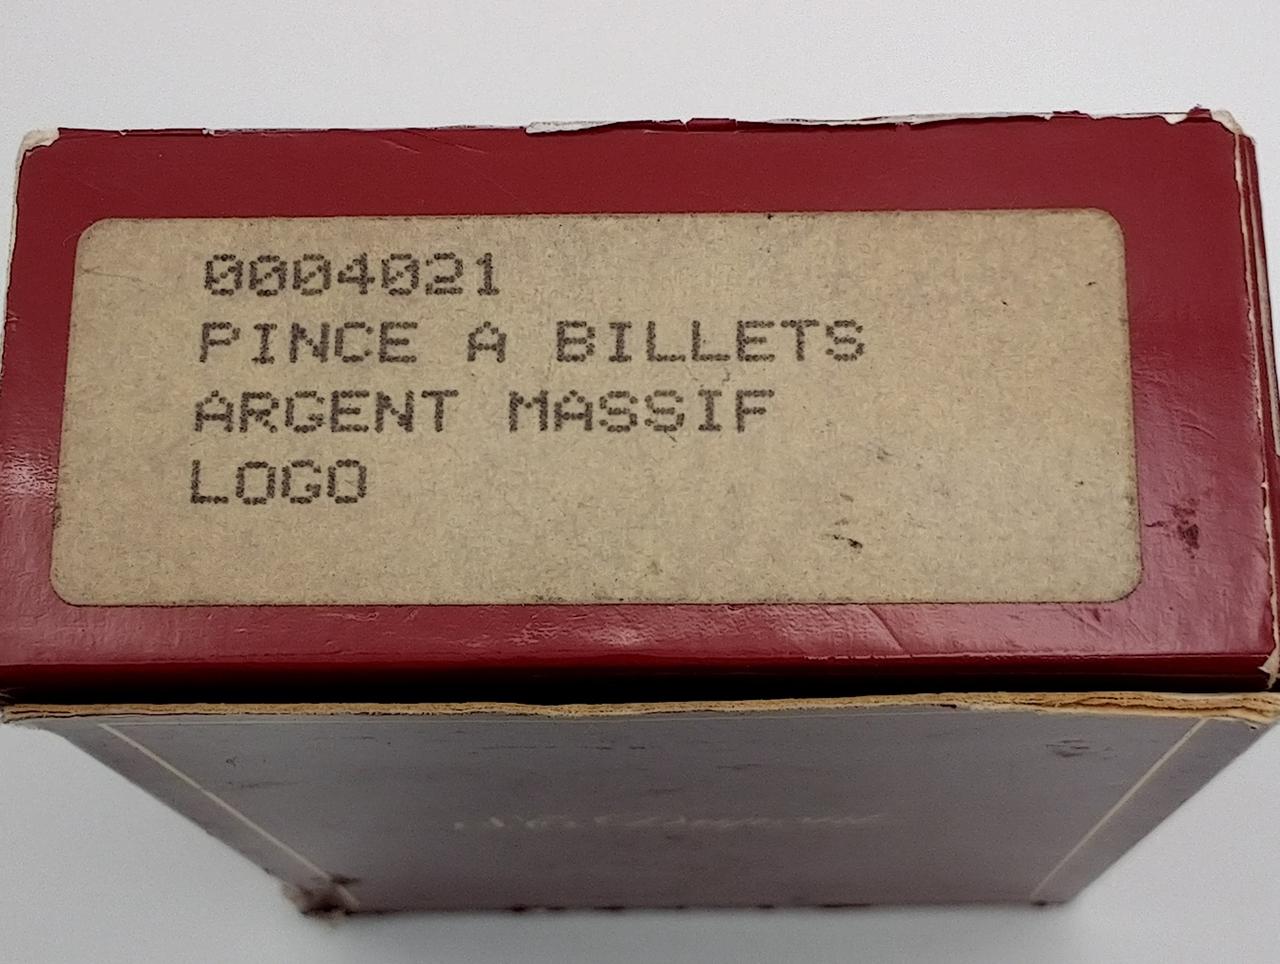 0004021
PINCE A BILLETS
ARGENT MASSIF
LOGO